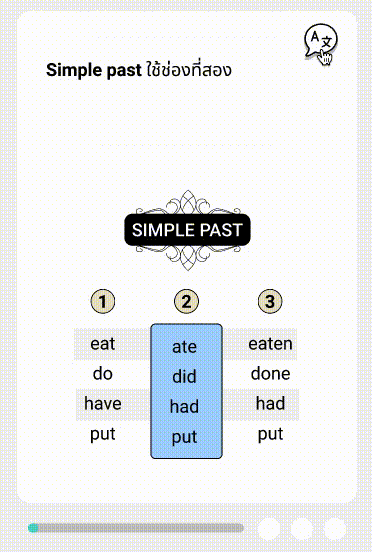 A 文
Simple past ใช้ช่องที่สอง
SIMPLE PAST
1 2 3
eat ate eaten
do did done
have had had
put put put